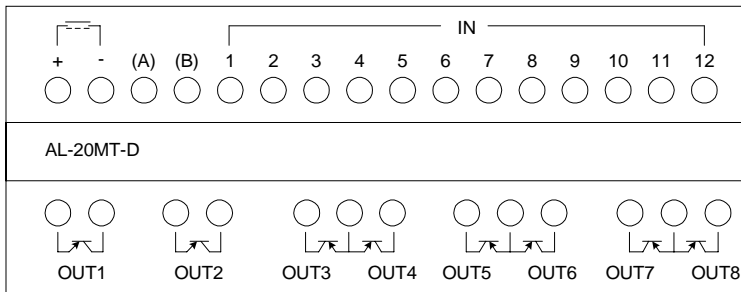 IN
+ - (A) (B) 1 2 3 4 5 6 7 8 9 10 11 12
AL-20MT-D
OUT1 OUT2 OUT3 OUT4 OUT5 OUT6 OUT7 OUT8